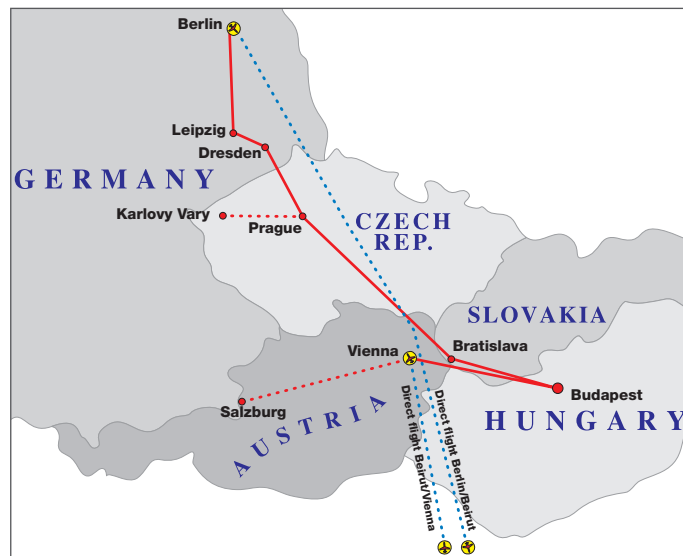 Berlin
Leipzig
Dresden
GERMANY
Karlovy Vary
Prague
CZECH
REP.
SLOVAKIA
Vienna
Bratislava
Budapest
Salzburg
AUSTRIA
HUNGARY
Direct flight Beirut/Vienna
Direct flight Berlin/Beirut